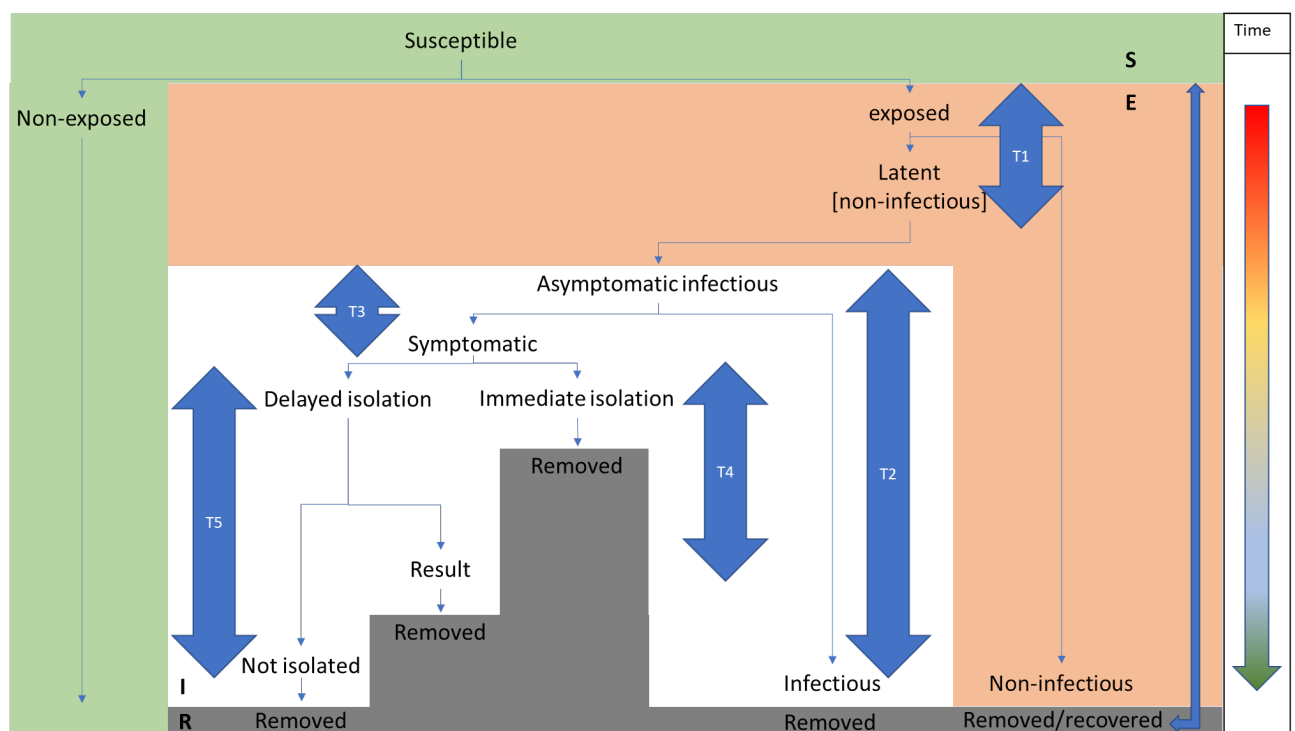 Time
Susceptible
S
E
Non-exposed
exposed
T1
Latent
[non-infectious]
Asymptomatic infectious
T3
Symptomatic
Delayed isolation
Immediate isolation
Removed
T4
T2
T5
Result
Removed
Not isolated
I
Infectious
Non-infectious
R
Removed
Removed
Removed/recovered